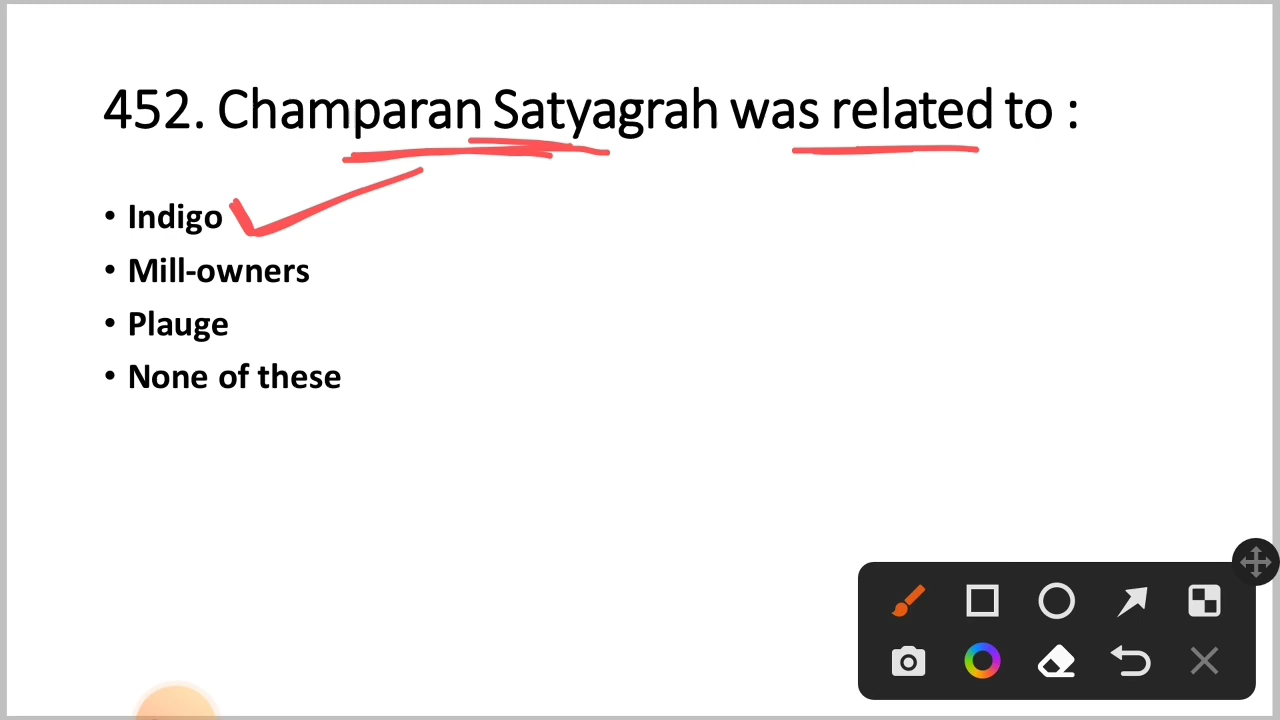 452. Champaran Satyagrah was related to :
• Indigo
• Mill-owners
• Plauge
• None of these